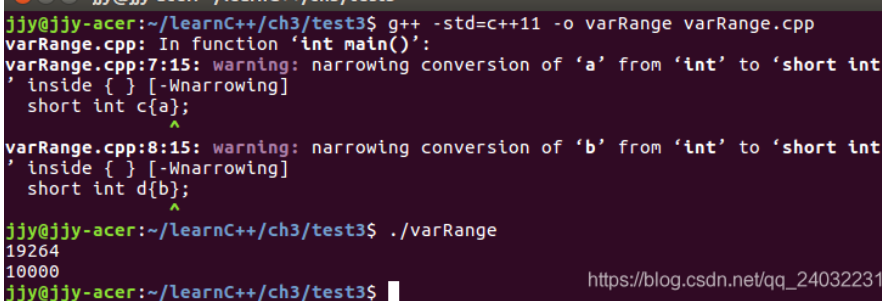 jjy@jjy-acer:~/learnC++/ch3/test3$ g++ -std=c++11 -o varRange varRange.cpp
varRange.cpp: In function ‘int main()’:
varRange.cpp:7:15: warning: narrowing conversion of ‘a’ from ‘int’ to ‘short int
’ inside { } [-Wnarrowing]
short int c{a};
^
varRange.cpp:8:15: warning: narrowing conversion of ‘b’ from ‘int’ to ‘short int
’ inside { } [-Wnarrowing]
short int d{b};
^
jjy@jjy-acer:~/learnC++/ch3/test3$ ./varRange
19264
10000
jjy@jjy-acer:~/learnC++/ch3/test3$
https://blog.csdn.net/qq_24032231